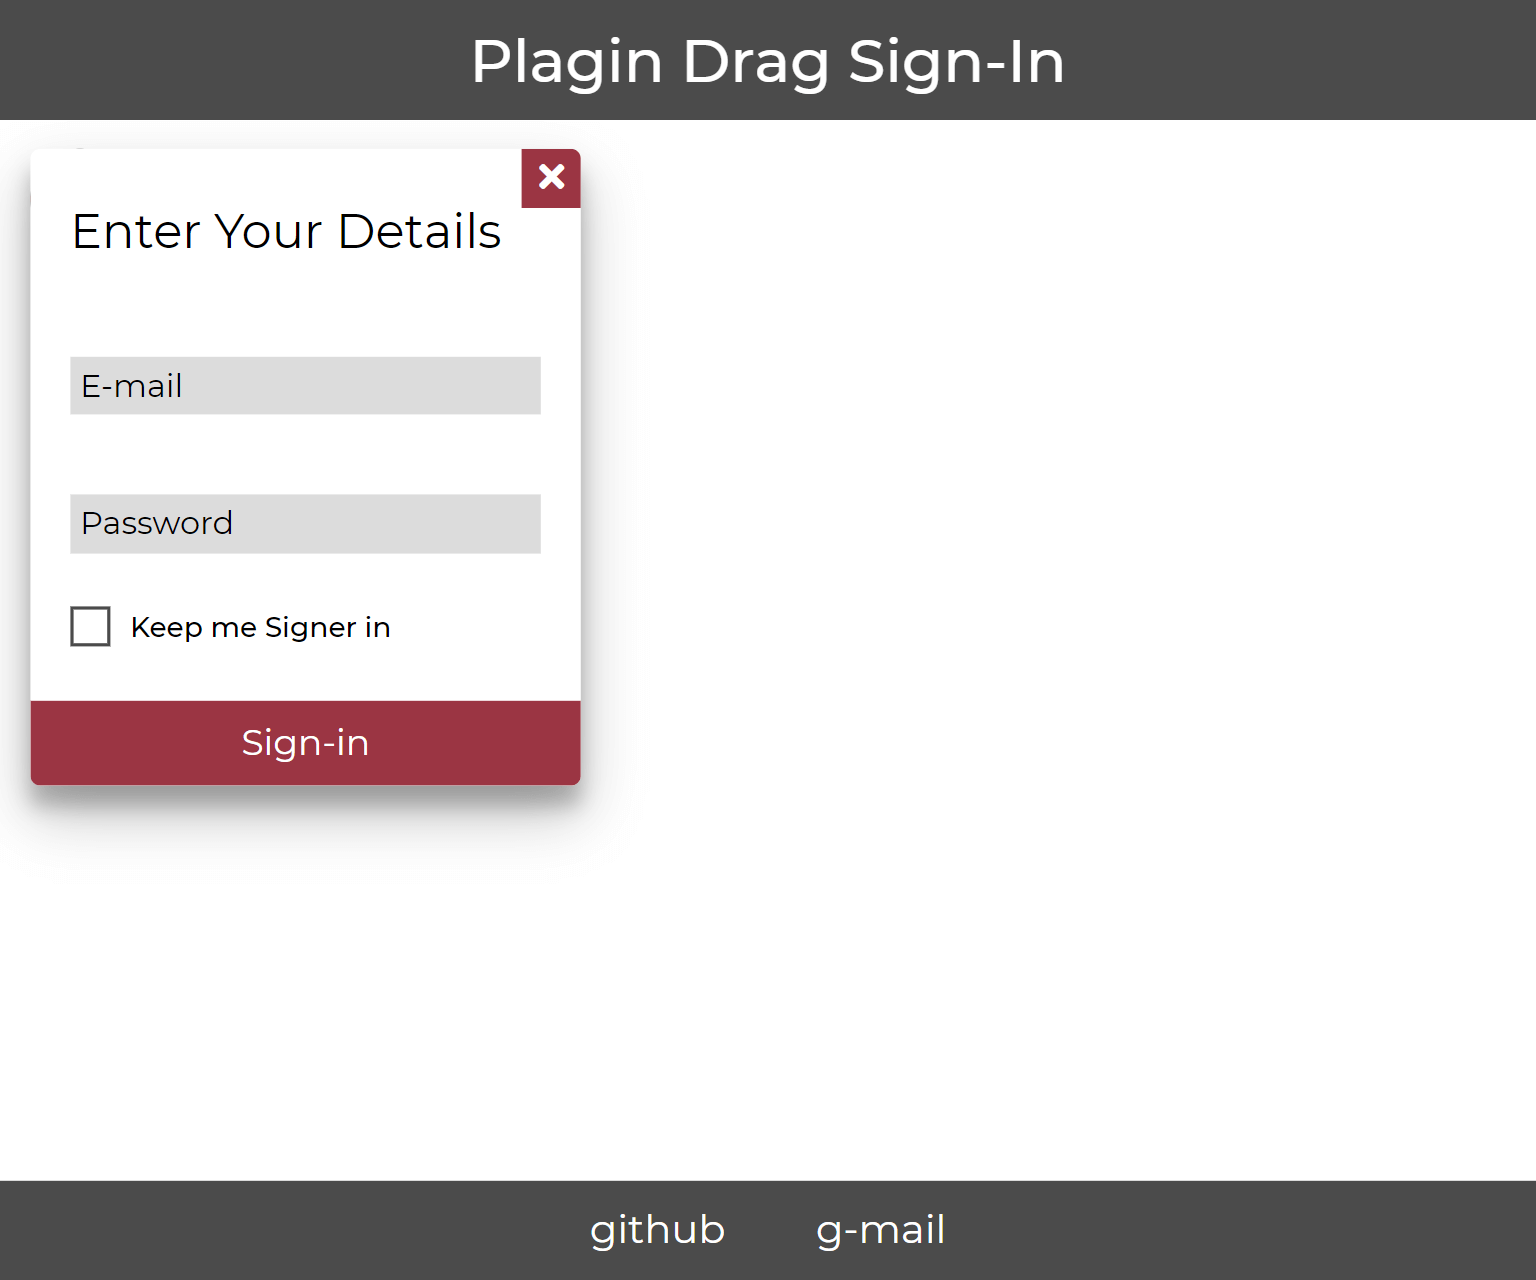 Plagin Drag Sign-In
Enter Your Details
E-mail
Password
Keep me Signer in
Sign-in
github g-mail